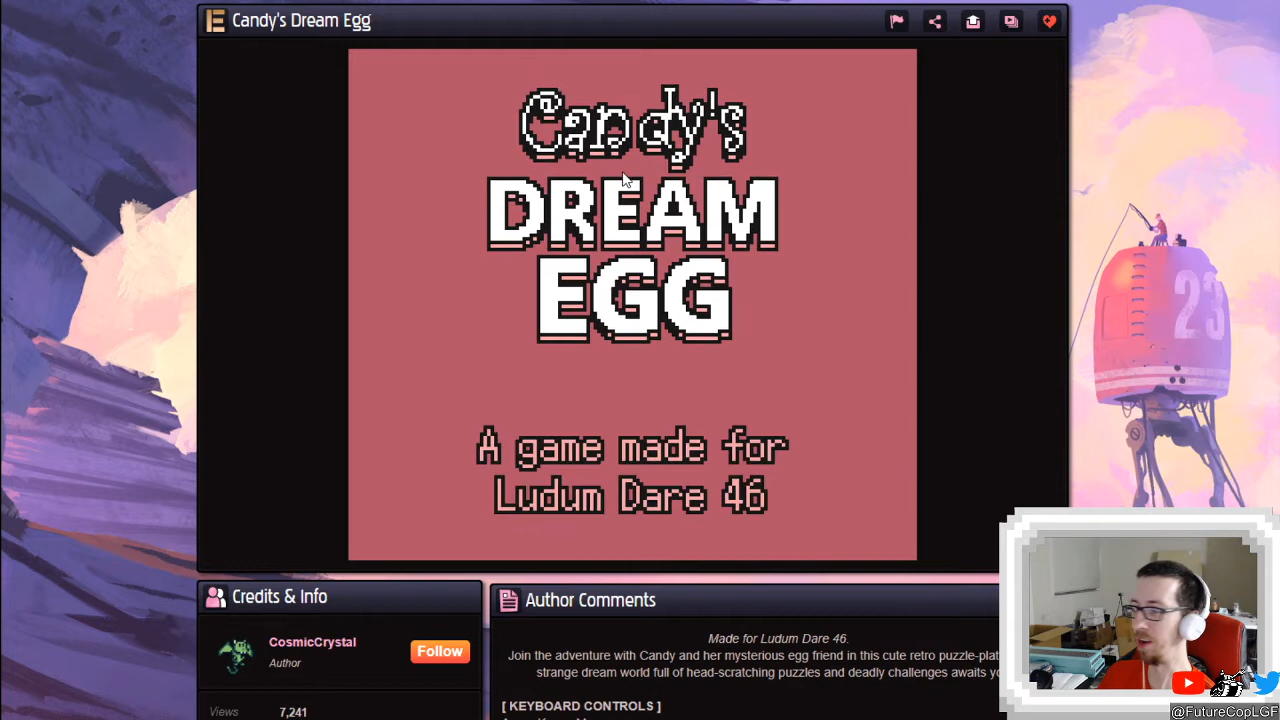 Candy's Dream Egg
Candy's
DREAM
EGG
A game made for
Ludum Dare 46
23
Credits & Info
CosmicCrystal
Author
Follow
Views
7,241
Author Comments
Made for Ludum Dare 46.
Join the adventure with Candy and her mysterious egg friend in this cute retro puzzle-plat
strange dream world full of head-scratching puzzles and deadly challenges awaits yo
[ KEYBOARD CONTROLS ]
@FutureCopLGF